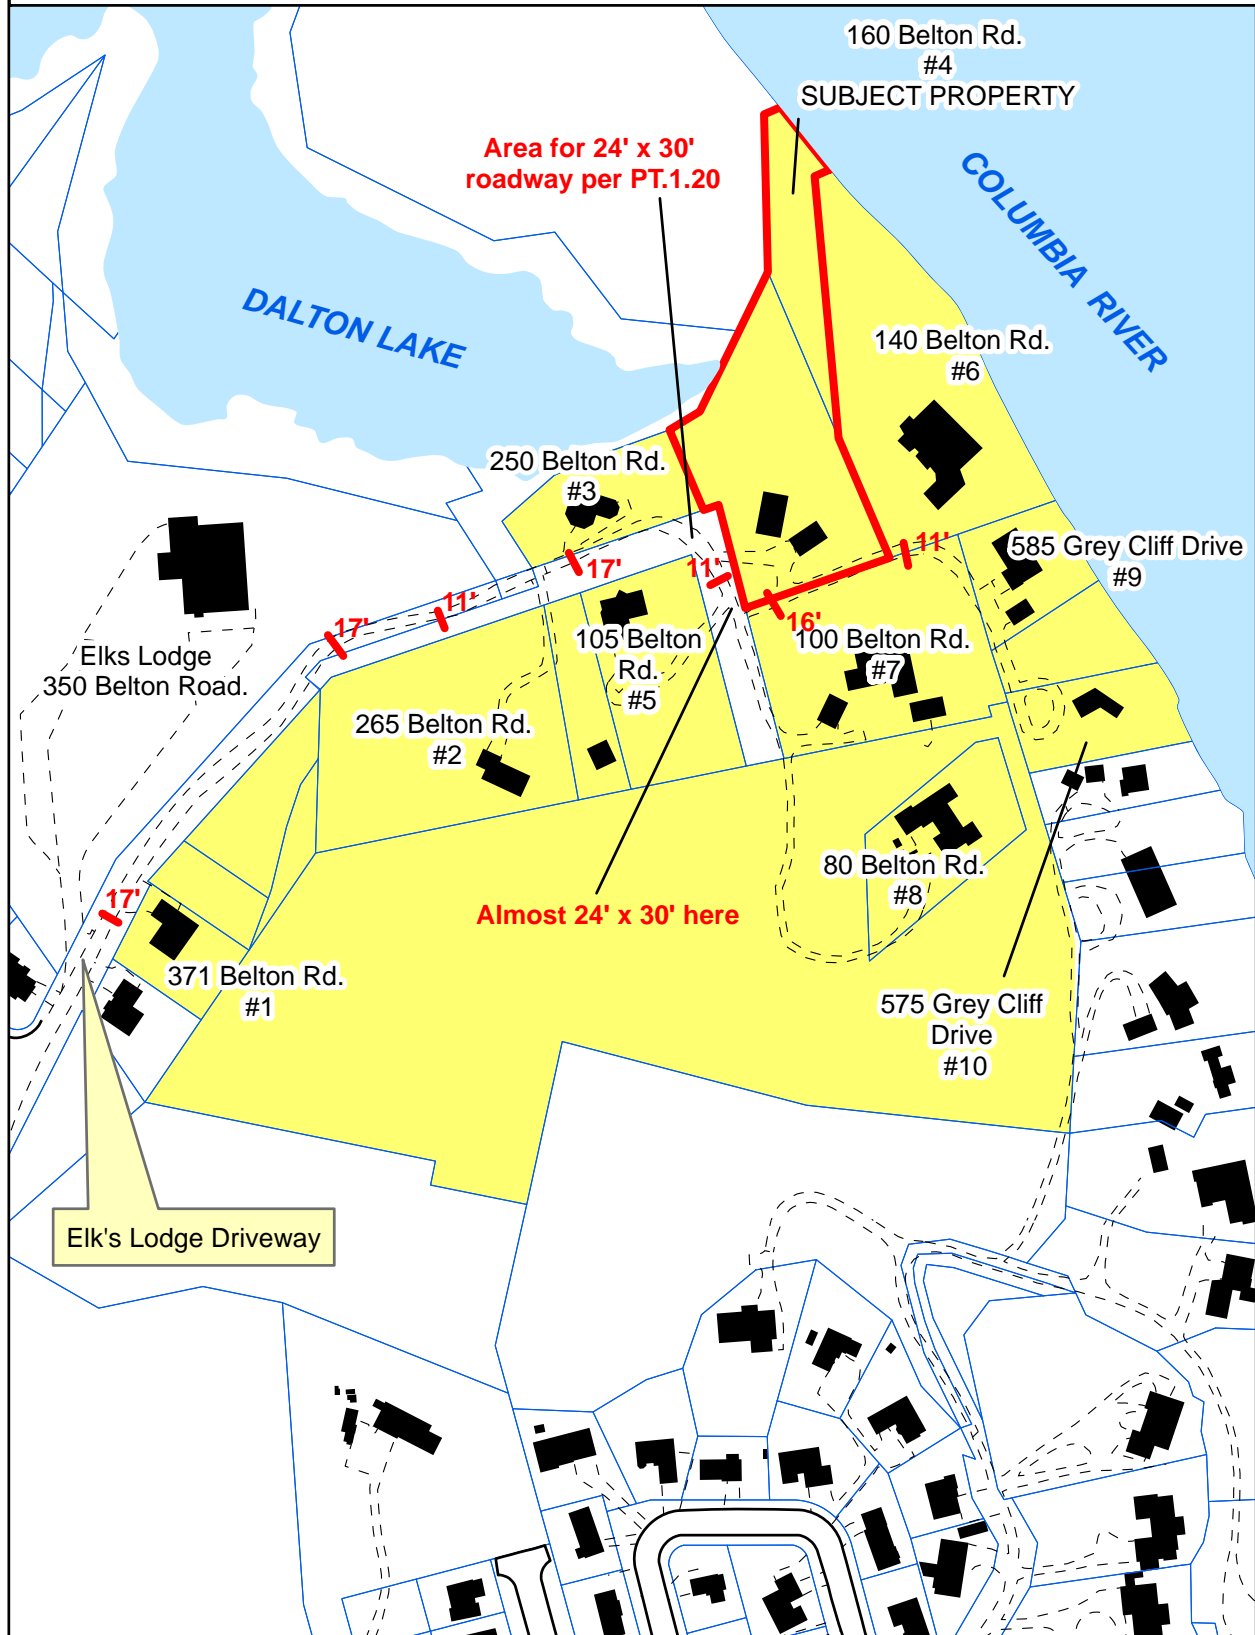 160 Belton Rd.
#4
SUBJECT PROPERTY
Area for 24' x 30'
roadway per PT.1.20
COLUMBIA RIVER
DALTON LAKE
140 Belton Rd.
#6
250 Belton Rd.
#3
11'
585 Grey Cliff Drive
#9
17'
11'
11'
17'
16'
105 Belton
Rd.
#5
100 Belton Rd.
#7
Elks Lodge
350 Belton Road.
265 Belton Rd.
#2
80 Belton Rd.
#8
17'
Almost 24' x 30' here
371 Belton Rd.
#1
575 Grey Cliff
Drive
#10
Elk's Lodge Driveway